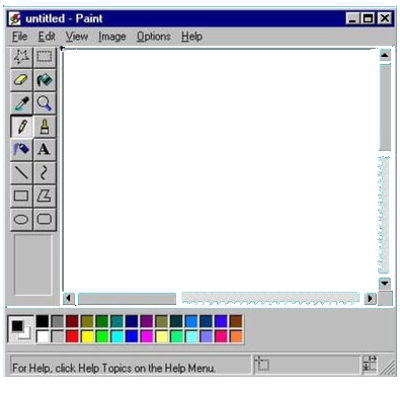 untitled - Paint
File Edit View Image Options Help
A
For Help, click Help Topics on the Help Menu.